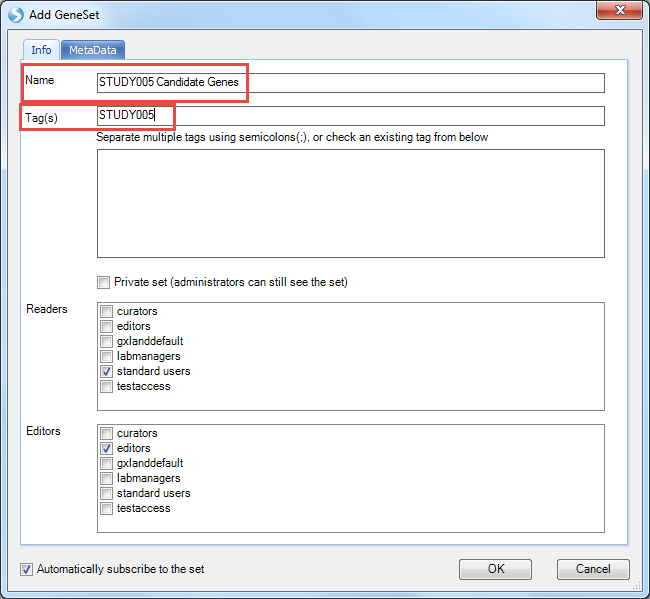 Add GeneSet
Info MetaData
Name STUDY005 Candidate Genes
Tag(s) STUDY005
Separate multiple tags using semicolons(;), or check an existing tag from below
Private set (administrators can still see the set)
Readers
curators
editors
gxlanddefault
labmanagers
standard users
testaccess
Editors
curators
editors
gxlanddefault
labmanagers
standard users
testaccess
Automatically subscribe to the set OK Cancel